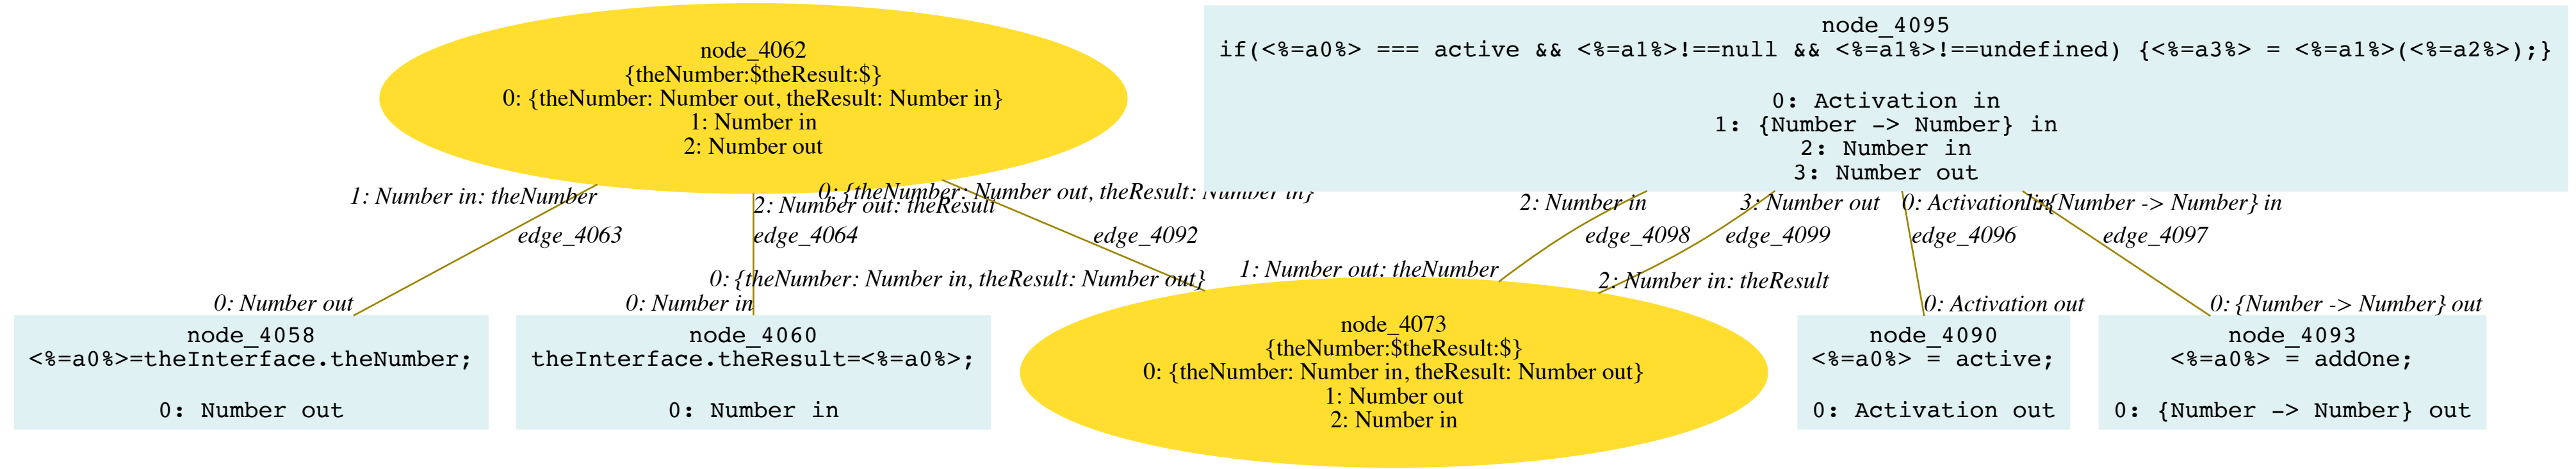 node_4062
{theNumber:$theResult:$}
0: {theNumber: Number out, theResult: Number in}
1: Number in
2: Number out
node_4095
if(<%=a0%> === active && <%=a1%>!==null && <%=a1%>!==undefined) {<%=a3%> = <%=a1%>(<%=a2%>);}
0: Activation in
1: {Number -> Number} in
2: Number in
3: Number out
1: Number in: theNumber
0: {theNumber: Number out, theResult: Number in}
2: Number out: theResult
2: Number in
3: Number out
0: Activation in
1: {Number -> Number} in
edge_4063
edge_4064
edge_4092
edge_4098
edge_4099
edge_4096
edge_4097
0: Number out
0: Number in
0: {theNumber: Number in, theResult: Number out}
1: Number out: theNumber
2: Number in: theResult
0: Activation out
0: {Number -> Number} out
node_4058
<%=a0%>=theInterface.theNumber;
0: Number out
node_4060
theInterface.theResult=<%=a0%>;
0: Number in
node_4073
{theNumber:$theResult:$}
0: {theNumber: Number in, theResult: Number out}
1: Number out
2: Number in
node_4090
<%=a0%> = active;
0: Activation out
node_4093
<%=a0%> = addOne;
0: {Number -> Number} out